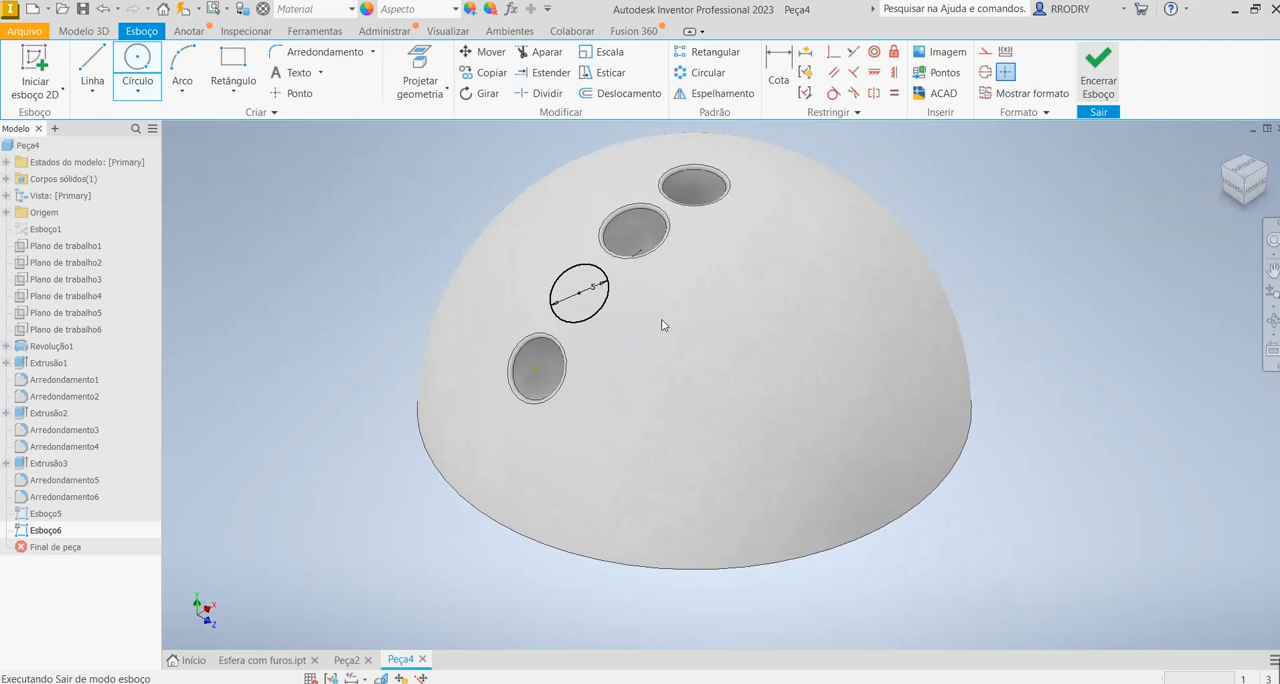 Material
Aspecto
Autodesk Inventor Professional 2023 Peça4
Pesquisar na Ajuda e comandos.
RRODRY
Arquivo Modelo 3D Esboço Anotar Inspecionar Ferramentas Administrar Visualizar Ambientes Colaborar Fusion 360
Iniciar
esboço 2D
Linha
Círculo
Arco
Retângulo
Arredondamento
Texto
Ponto
Projetar
geometria
Mover Aparar Escala
Copiar Estender Esticar
Girar Dividir Deslocamento
Retangular
Circular
Espelhamento
Cota
Imagem
Pontos
ACAD
Mostrar formato
Encerrar
Esboço
Esboço Criar Modificar Padrão Restringir Inserir Formato Sair
Modelo
Peça4
Estados do modelo: [Primary]
Corpos sólidos(1)
Vista: [Primary]
Origem
Esboço1
Plano de trabalho1
Plano de trabalho2
Plano de trabalho3
Plano de trabalho4
Plano de trabalho5
Plano de trabalho6
Revolução1
Extrusão1
Arredondamento1
Arredondamento2
Extrusão2
Arredondamento3
Arredondamento4
Extrusão3
Arredondamento5
Arredondamento6
Esboço5
Esboço6
Final de peça
5
Y
X
Z
Início Esfera com furos.ipt Peça2 Peça4
Executando Sair de modo esboço
1 3